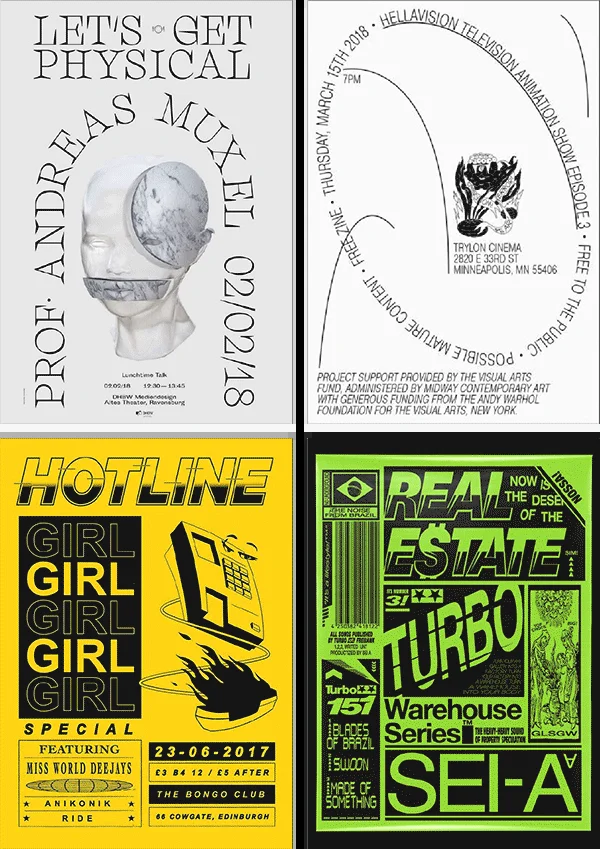 LET'S GET
PHYSICAL
PROF· ANDREAS MUXEL 02/02/18
Lunchtime Talk
02/02/18 12:30—13:45
DHBW Mediendesign
Altes Theater, Ravensburg
HELLAVISION TELEVISION ANIMATION SHOW EPISODE 3 • FREE TO THE PUBLIC • POSSIBLE MATURE CONTENT • FREE ZINE • THURSDAY, MARCH 15TH 2018 •
7PM
TRYLON CINEMA
2820 E 33RD ST
MINNEAPOLIS, MN 55406
PROJECT SUPPORT PROVIDED BY THE VISUAL ARTS
FUND, ADMINISTERED BY MIDWAY CONTEMPORARY ART
WITH GENEROUS FUNDING FROM THE ANDY WARHOL
FOUNDATION FOR THE VISUAL ARTS, NEW YORK.
HOTLINE
GIRL
GIRL
GIRL
GIRL
GIRL
SPECIAL
FEATURING
MISS WORLD DEEJAYS
ANIKONIK
RIDE
23-06-2017
£3 B4 12 / £5 AFTER
THE BONGO CLUB
66 COWGATE, EDINBURGH
THE NOISE
FROM BRAZIL
REAL
E$TATE
NOW IS
THE DESE
OF THE
3!
TURBO
ALL SONGS PUBLISHED
Turbo
151
BLADES
OF BRAZIL
SWOON
MADE OF
SOMETHING
Warehouse
Series™
THE HEAVY-HEAVY SOUND
OF PROPERTY SPECULATION
GLSGW
SEI-A
A